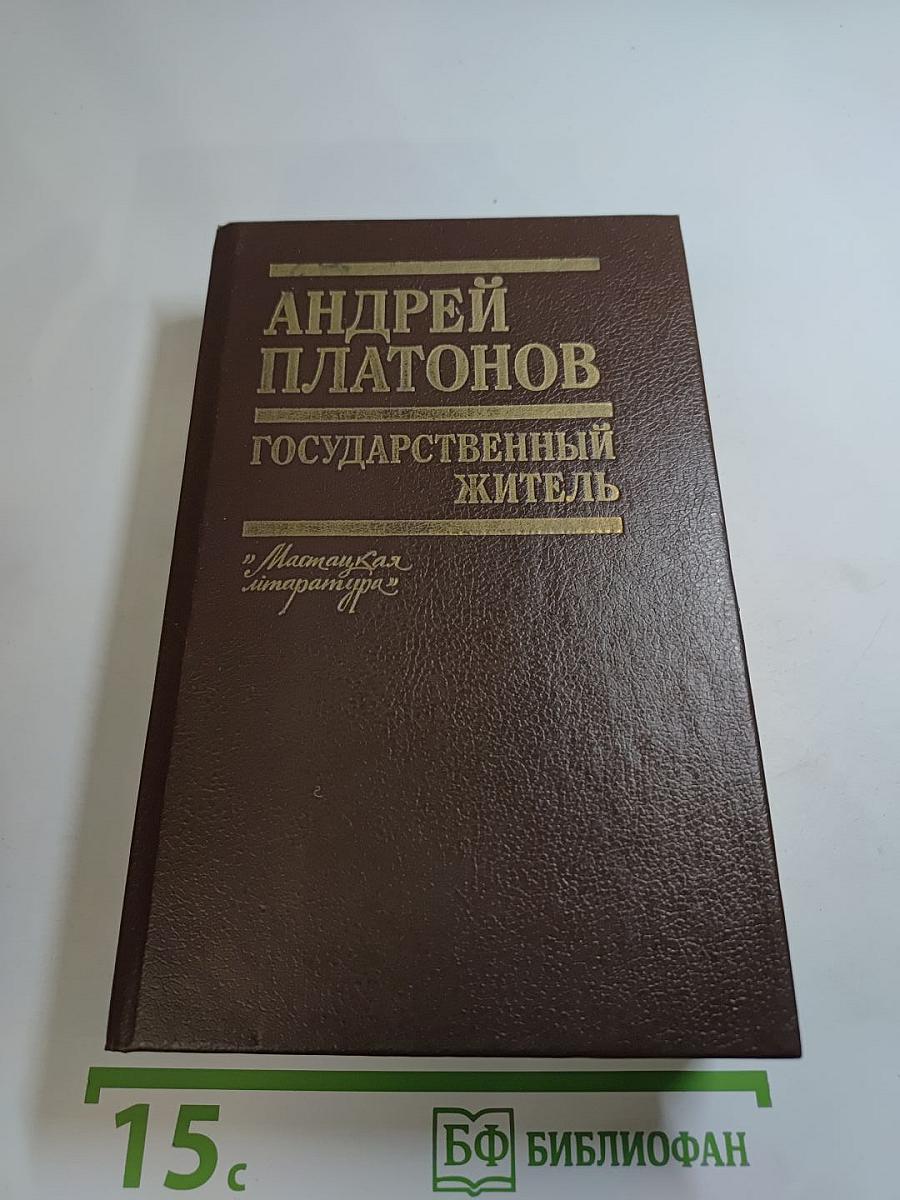 АНДРЕЙ
ПЛАТОНОВ
ГОСУДАРСТВЕННЫЙ
ЖИТЕЛЬ
"Мастацкая
літаратура"
15с
БФ БИБЛИОФАН